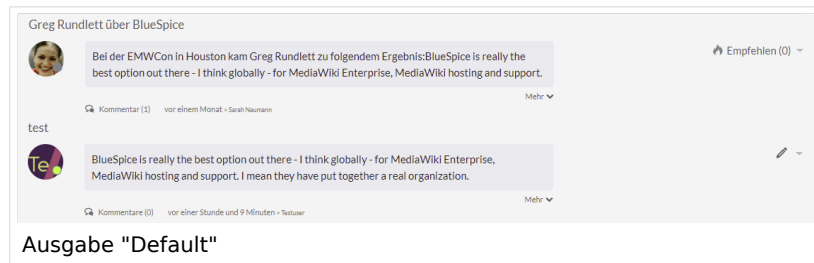 Greg Rundlett über BlueSpice
Bei der EMWCon in Houston kam Greg Rundlett zu folgendem Ergebnis:BlueSpice is really the
best option out there - I think globally - for MediaWiki Enterprise, MediaWiki hosting and support.
Empfehlen (0)
Mehr
Kommentar (1) vor einem Monat • Sarah Naumann
test
Te!
BlueSpice is really the best option out there - I think globally - for MediaWiki Enterprise,
MediaWiki hosting and support. I mean they have put together a real organization.
Mehr
Kommentare (0) vor einer Stunde und 9 Minuten • Testuser
Ausgabe "Default"